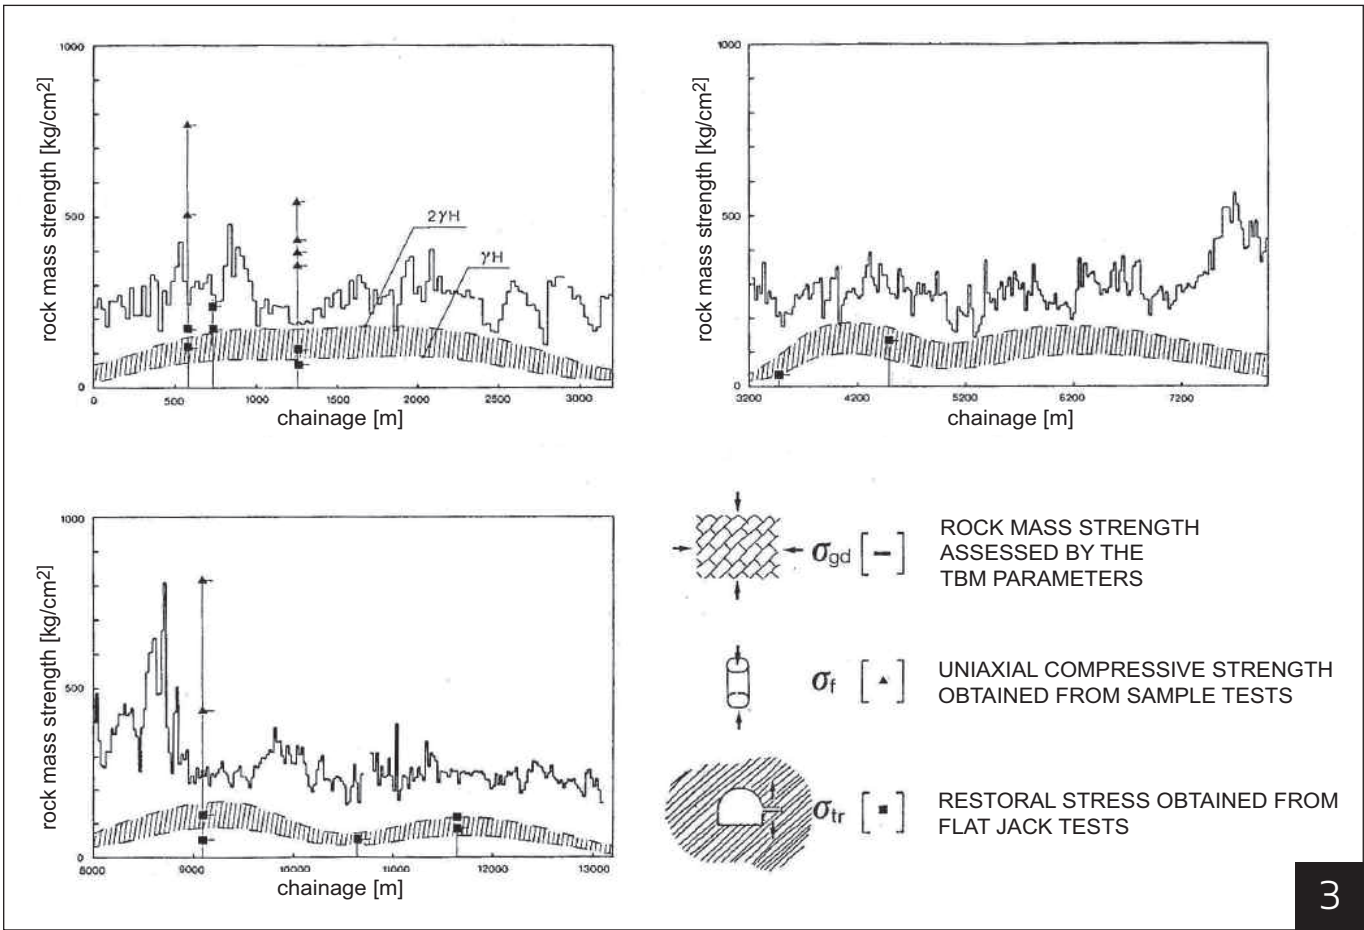 rock mass strength [kg/cm2]
1000
500
0
2γH
γH
0 500 1000 1500 2000 2500 3000
chainage [m]
rock mass strength [kg/cm2]
1000
500
0
3200 4200 5200 6200 7200
chainage [m]
rock mass strength [kg/cm2]
1000
500
0
8000 9000 10000 11000 12000 13000
chainage [m]
σgd [ – ] ROCK MASS STRENGTH
ASSESSED BY THE
TBM PARAMETERS
σf [ ▲ ] UNIAXIAL COMPRESSIVE STRENGTH
OBTAINED FROM SAMPLE TESTS
σtr [ ■ ] RESTORAL STRESS OBTAINED FROM
FLAT JACK TESTS
3